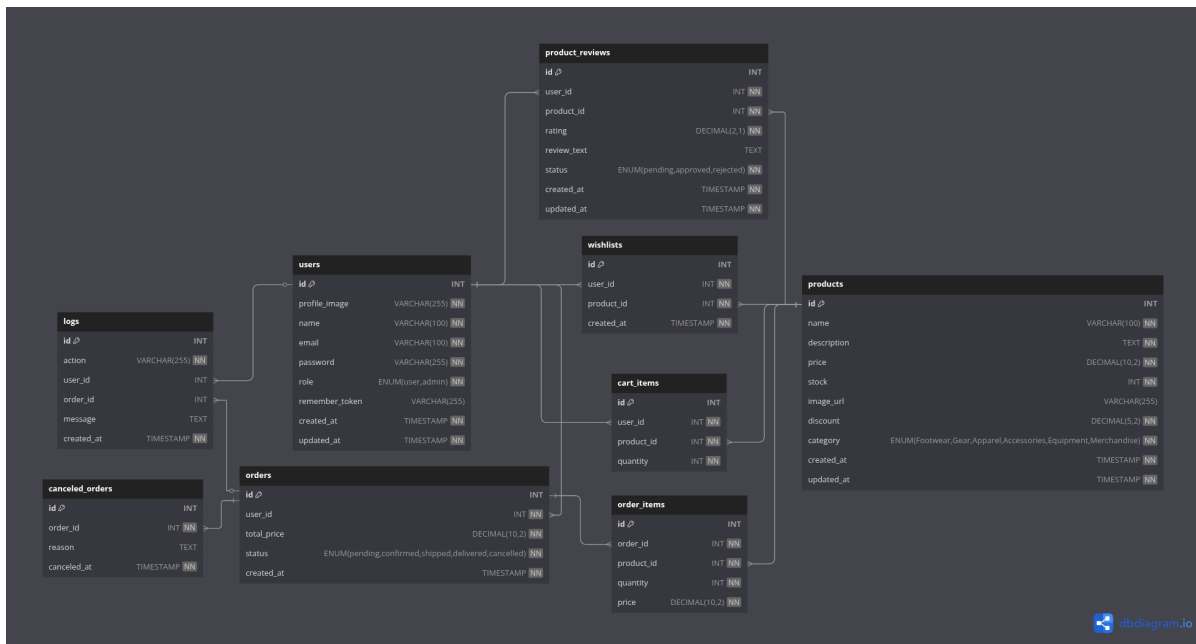 product_reviews
id INT
user_id INT NN
product_id INT NN
rating DECIMAL(2,1) NN
review_text TEXT
status ENUM(pending,approved,rejected) NN
created_at TIMESTAMP NN
updated_at TIMESTAMP NN
wishlists
id INT
user_id INT NN
product_id INT NN
created_at TIMESTAMP NN
users
id INT
profile_image VARCHAR(255) NN
name VARCHAR(100) NN
email VARCHAR(100) NN
password VARCHAR(255) NN
role ENUM(user,admin) NN
remember_token VARCHAR(255)
created_at TIMESTAMP NN
updated_at TIMESTAMP NN
products
id INT
name VARCHAR(100) NN
description TEXT NN
price DECIMAL(10,2) NN
stock INT NN
image_url VARCHAR(255)
discount DECIMAL(5,2) NN
category ENUM(Footwear,Gear,Apparel,Accessories,Equipment,Merchandise) NN
created_at TIMESTAMP NN
updated_at TIMESTAMP NN
logs
id INT
action VARCHAR(255) NN
user_id INT
order_id INT
message TEXT
created_at TIMESTAMP NN
cart_items
id INT
user_id INT NN
product_id INT NN
quantity INT NN
orders
id INT
user_id INT NN
total_price DECIMAL(10,2) NN
status ENUM(pending,confirmed,shipped,delivered,cancelled) NN
created_at TIMESTAMP NN
canceled_orders
id INT
order_id INT NN
reason TEXT
canceled_at TIMESTAMP NN
order_items
id INT
order_id INT NN
product_id INT NN
quantity INT NN
price DECIMAL(10,2) NN
dbdiagram.io